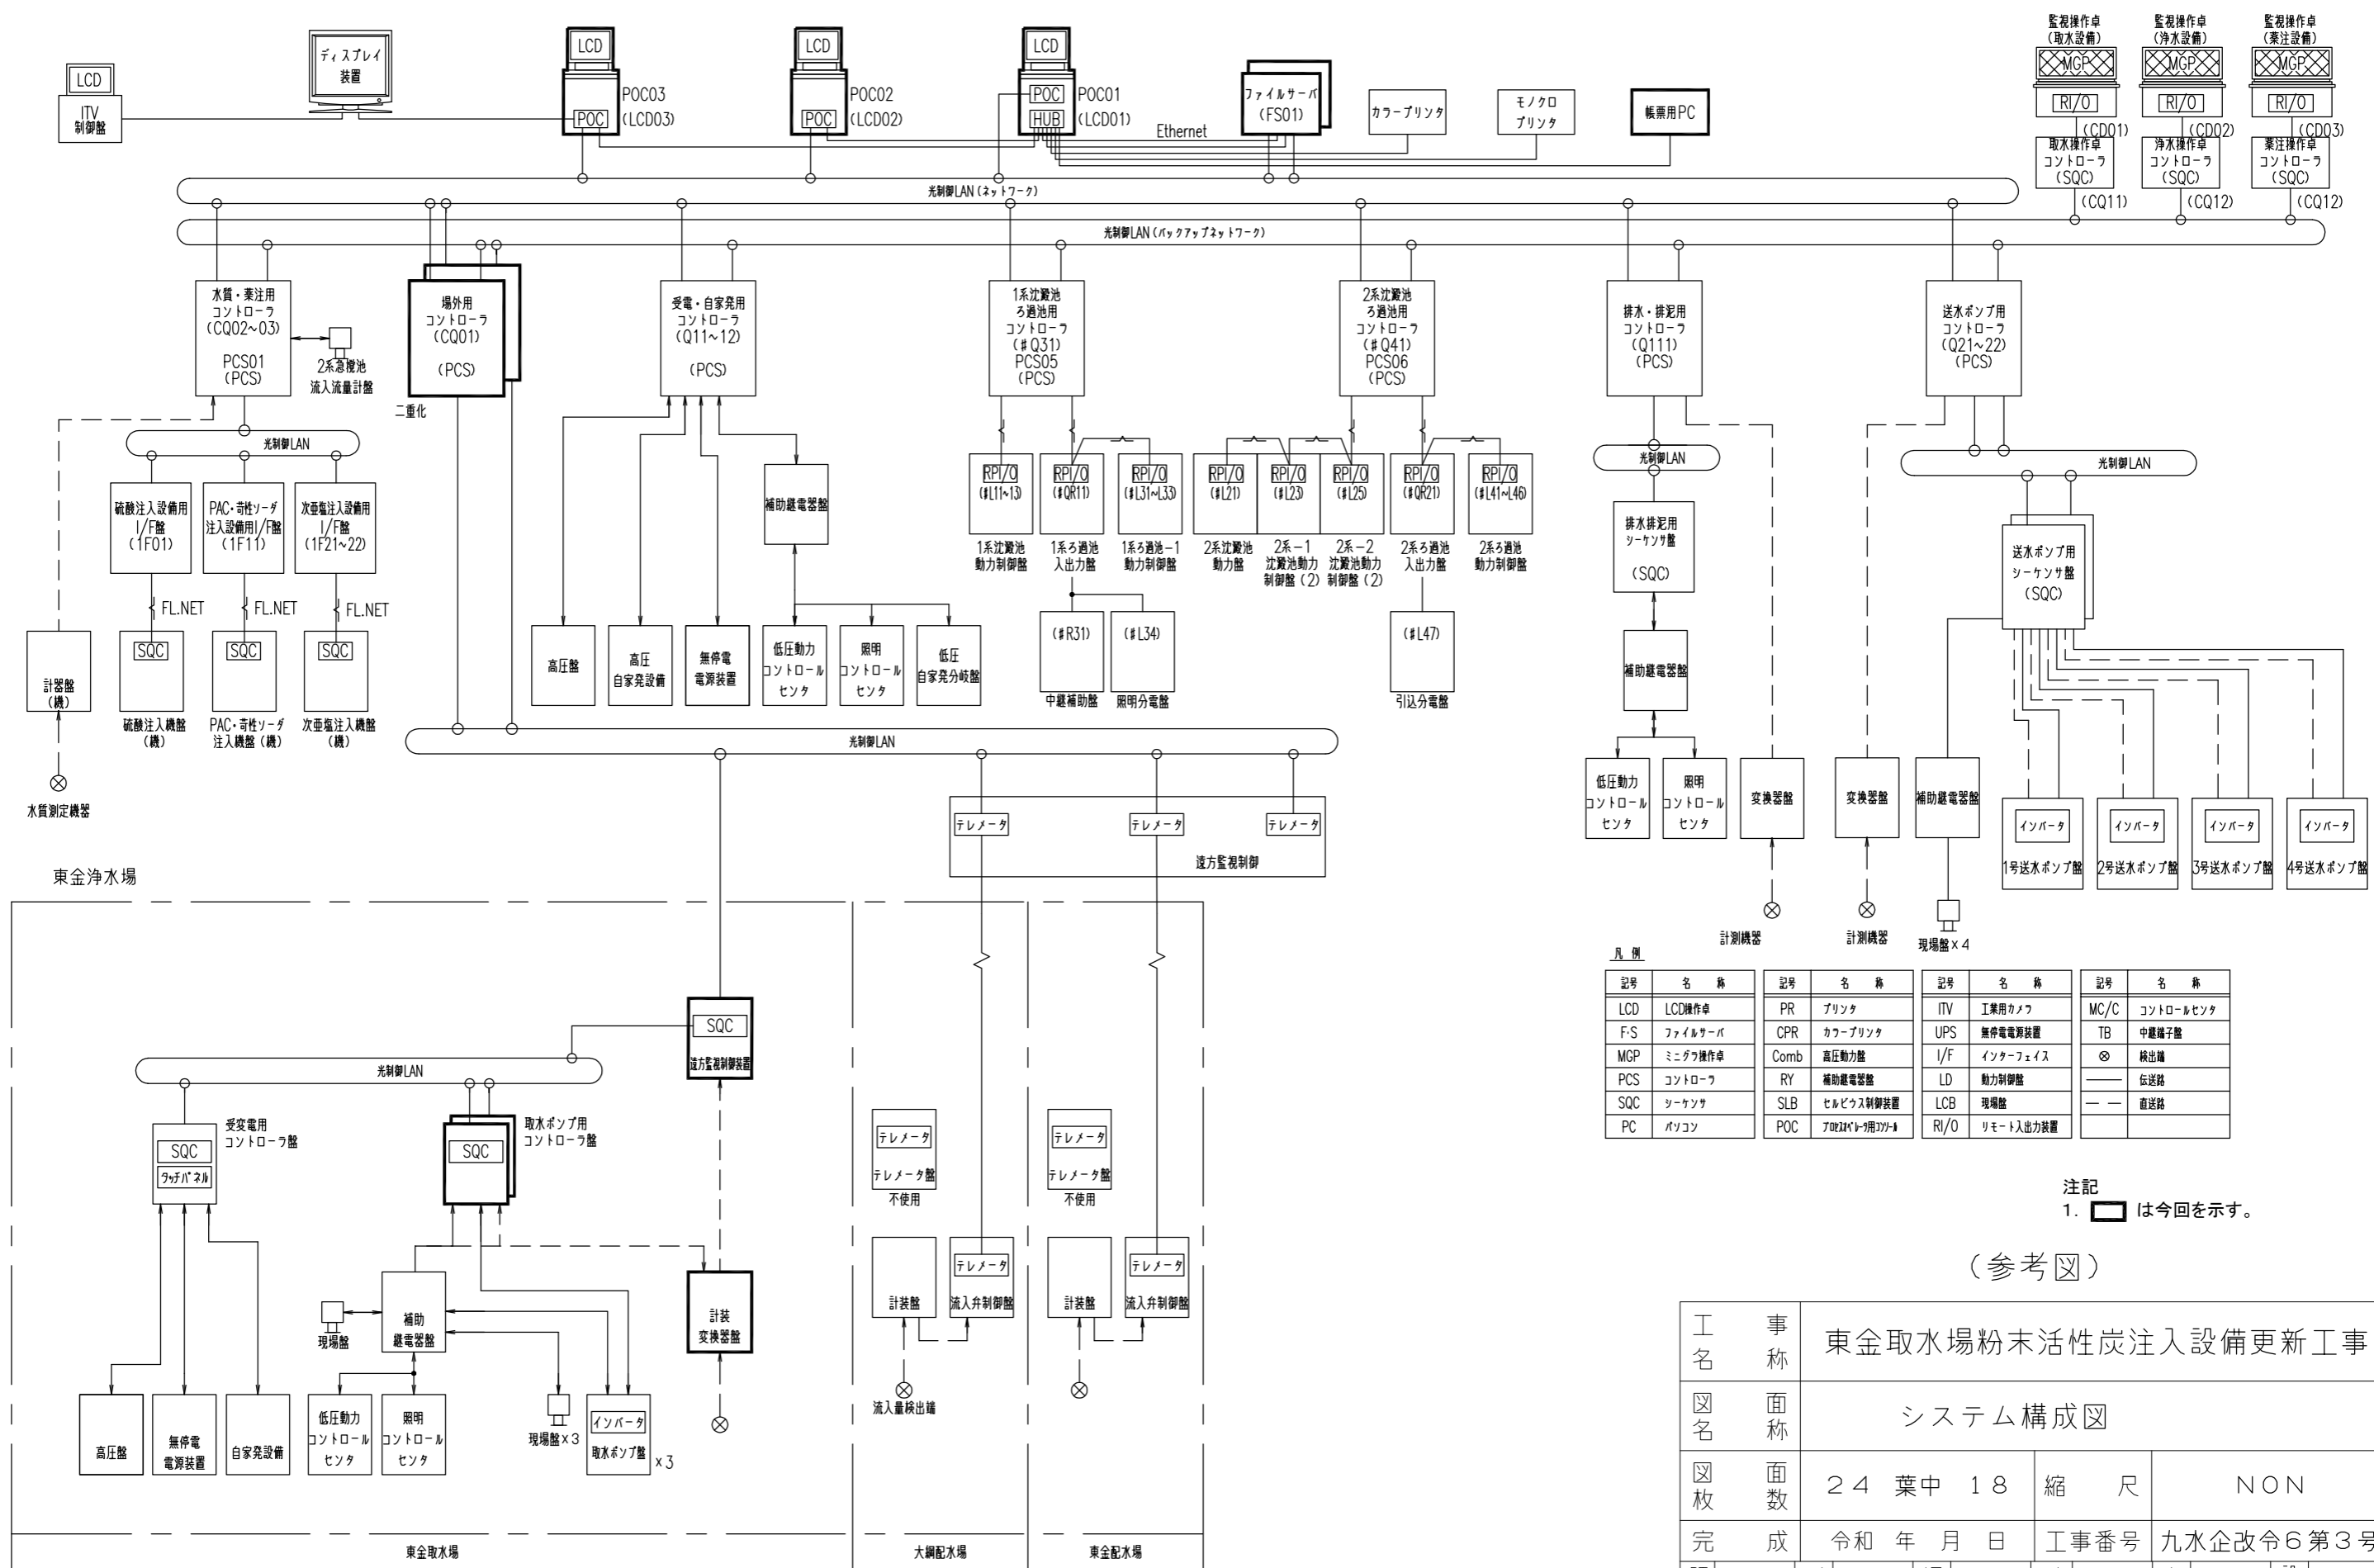 LCD
ITV
制御盤
ディスプレイ
装置
LCD
POC
POC03
(LCD03)
LCD
POC
POC02
(LCD02)
LCD
POC
HUB
POC01
(LCD01)
Ethernet
ファイルサーバ
(FS01)
カラープリンタ
モノクロ
プリンタ
帳票用PC
監視操作卓
(取水設備)
MGP
RI/O
(CD01)
取水操作卓
コントローラ
(SQC)
(CQ11)
監視操作卓
(浄水設備)
MGP
RI/O
(CD02)
浄水操作卓
コントローラ
(SQC)
(CQ12)
監視操作卓
(薬注設備)
MGP
RI/O
(CD03)
薬注操作卓
コントローラ
(SQC)
(CQ12)
光制御LAN(ネットワーク)
光制御LAN(バックアップネットワーク)
水質・薬注用
コントローラ
(CQ02~03)
PCS01
(PCS)
2系急撹池
流入流量計盤
場外用
コントローラ
(CQ01)
(PCS)
二重化
受電・自家発用
コントローラ
(Q11~12)
(PCS)
1系沈澱池
ろ過池用
コントローラ
(#Q31)
PCS05
(PCS)
2系沈澱池
ろ過池用
コントローラ
(#Q41)
PCS06
(PCS)
排水・排泥用
コントローラ
(Q111)
(PCS)
送水ポンプ用
コントローラ
(Q21~22)
(PCS)
光制御LAN
硫酸注入設備用
I/F盤
(1F01)
PAC・苛性ソーダ
注入設備用I/F盤
(1F11)
次亜塩注入設備用
I/F盤
(1F21~22)
FL.NET
FL.NET
FL.NET
計器盤
(機)
SQC
SQC
SQC
硫酸注入機盤
(機)
PAC・苛性ソーダ
注入機盤(機)
次亜塩注入機盤
(機)
水質測定機器
補助継電器盤
高圧盤
高圧
自家発設備
無停電
電源装置
低圧動力
コントロール
センタ
照明
コントロール
センタ
低圧
自家発分岐盤
RPI/O
(#L11~13)
1系沈澱池
動力制御盤
RPI/O
(#QR11)
1系ろ過池
入出力盤
RPI/O
(#L31~L33)
1系ろ過池-1
動力制御盤
(#R31)
中継補助盤
(#L34)
照明分電盤
RPI/O
(#L21)
2系沈澱池
動力盤
RPI/O
(#L23)
2系-1
沈澱池動力
制御盤(2)
RPI/O
(#L25)
2系-2
沈澱池動力
制御盤(2)
RPI/O
(#QR21)
2系ろ過池
入出力盤
RPI/O
(#L41~L46)
2系ろ過池
動力制御盤
(#L47)
引込分電盤
光制御LAN
排水排泥用
シーケンサ盤
(SQC)
補助継電器盤
低圧動力
コントロール
センタ
照明
コントロール
センタ
変換器盤
計測機器
光制御LAN
送水ポンプ用
シーケンサ盤
(SQC)
変換器盤
計測機器
補助継電器盤
現場盤×4
インバータ
1号送水ポンプ盤
インバータ
2号送水ポンプ盤
インバータ
3号送水ポンプ盤
インバータ
4号送水ポンプ盤
光制御LAN
テレメータ
テレメータ
テレメータ
遠方監視制御
東金浄水場
SQC
遠方監視制御装置
光制御LAN
受変電用
コントローラ盤
SQC
タッチパネル
取水ポンプ用
コントローラ盤
SQC
現場盤
補助
継電器盤
計装
変換器盤
高圧盤
無停電
電源装置
自家発設備
低圧動力
コントロール
センタ
照明
コントロール
センタ
現場盤×3
インバータ
取水ポンプ盤
×3
テレメータ
テレメータ盤
不使用
計装盤
テレメータ
流入弁制御盤
流入量検出端
テレメータ
テレメータ盤
不使用
計装盤
テレメータ
流入弁制御盤
東金取水場
大網配水場
東金配水場
凡例
記号 名称 記号 名称 記号 名称 記号 名称
LCD LCD操作卓 PR プリンタ ITV 工業用カメラ MC/C コントロールセンタ
F・S ファイルサーバ CPR カラープリンタ UPS 無停電電源装置 TB 中継端子盤
MGP ミニグラ操作卓 Comb 高圧動力盤 I/F インターフェイス ⊗ 検出端
PCS コントローラ RY 補助継電器盤 LD 動力制御盤 伝送路
SQC シーケンサ SLB セルビウス制御装置 LCB 現場盤 直送路
PC パソコン POC プロセスオペレータ用コンソール RI/O リモート入出力装置
注記
1. は今回を示す。
(参考図)
工事名称 東金取水場粉末活性炭注入設備更新工事
図面名称 システム構成図
図面枚数 24 葉中 18 縮尺 NON
完成 令和 年 月 日 工事番号 九水企改令6第3号